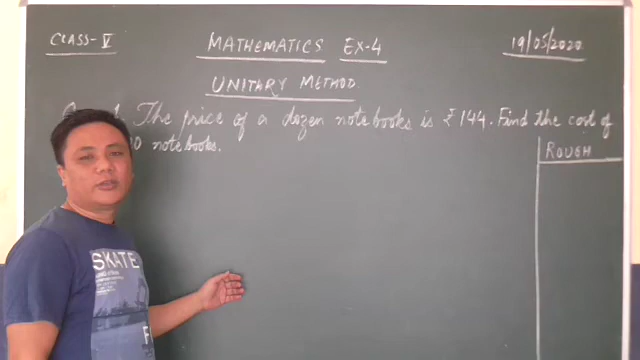 CLASS-V
MATHEMATICS EX-4
19/05/2020
UNITARY METHOD
The price of a dozen notebooks is ₹144. Find the cost of
notebooks.
ROUGH
SKATE